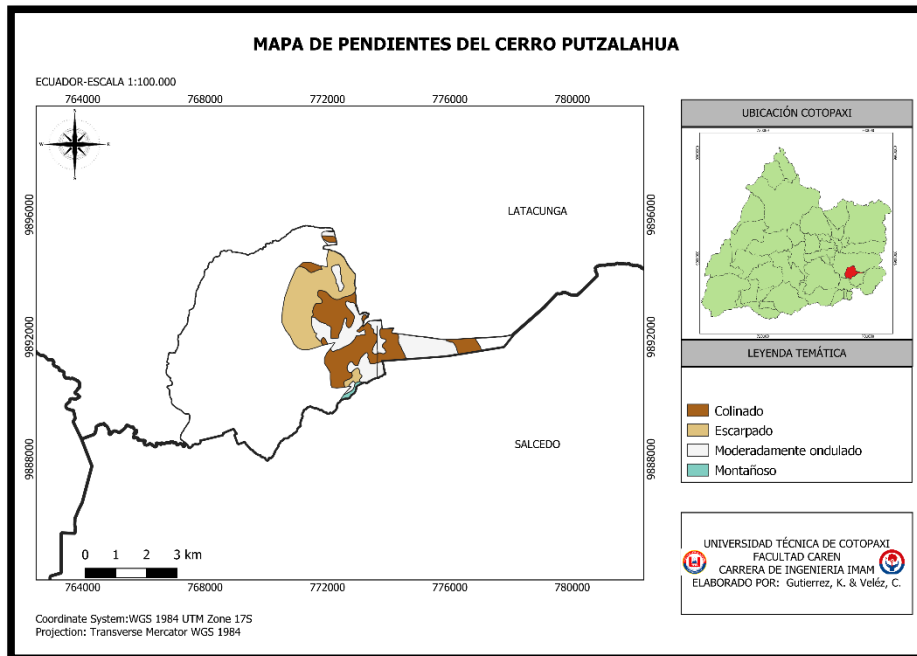 MAPA DE PENDIENTES DEL CERRO PUTZALAHUA
ECUADOR-ESCALA 1:100.000
764000 768000 772000 776000 780000
N
W E
S
9896000 9896000
LATACUNGA
9892000 9892000
SALCEDO
9888000 9888000
0 1 2 3 km
764000 768000 772000 776000 780000
Coordinate System:WGS 1984 UTM Zone 17S
Projection: Transverse Mercator WGS 1984
UBICACIÓN COTOPAXI
LEYENDA TEMÁTICA
Colinado
Escarpado
Moderadamente ondulado
Montañoso
UNIVERSIDAD TÉCNICA DE COTOPAXI
FACULTAD CAREN
CARRERA DE INGENIERIA IMAM
ELABORADO POR: Gutierrez, K. & Veléz, C.